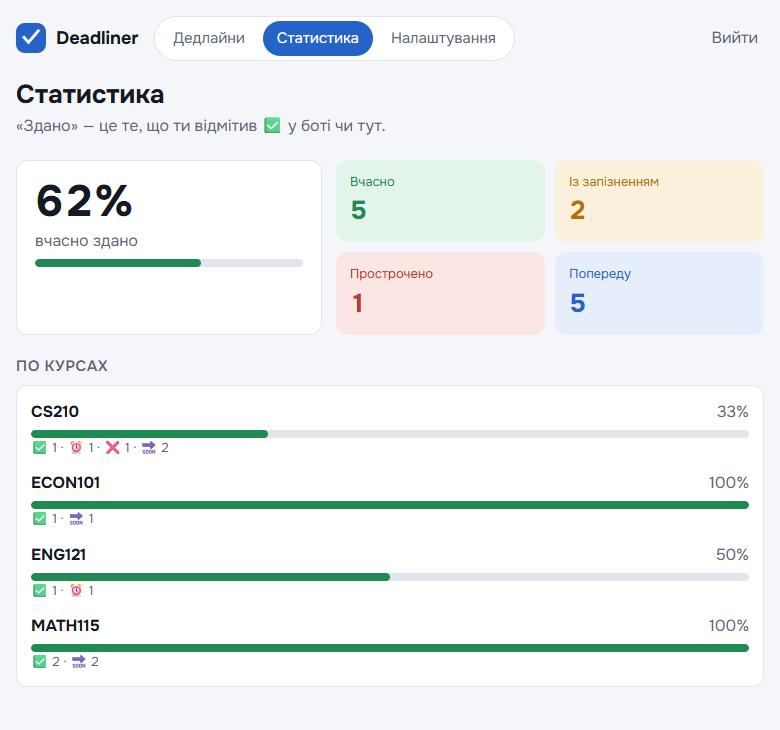 Deadliner Дедлайни Статистика Налаштування Вийти
Статистика
«Здано» — це те, що ти відмітив ✅ у боті чи тут.
62%
вчасно здано
Вчасно
5
Із запізненням
2
Прострочено
1
Попереду
5
ПО КУРСАХ
CS210 33%
✅ 1 · ⏰ 1 · ❌ 1 · 🔜 2
ECON101 100%
✅ 1 · 🔜 1
ENG121 50%
✅ 1 · ⏰ 1
MATH115 100%
✅ 2 · 🔜 2